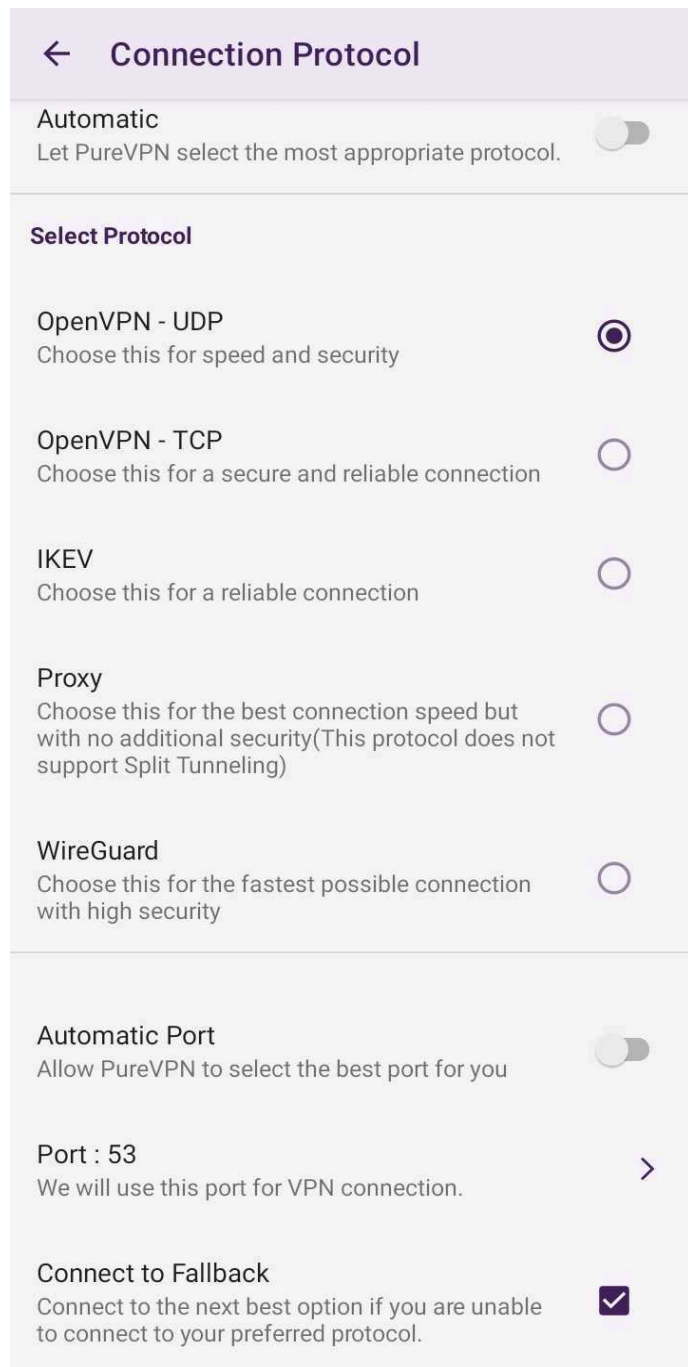 Connection Protocol
Automatic
Let PureVPN select the most appropriate protocol.
Select Protocol
OpenVPN - UDP
Choose this for speed and security
OpenVPN - TCP
Choose this for a secure and reliable connection
IKEV
Choose this for a reliable connection
Proxy
Choose this for the best connection speed but
with no additional security(This protocol does not
support Split Tunneling)
WireGuard
Choose this for the fastest possible connection
with high security
Automatic Port
Allow PureVPN to select the best port for you
Port : 53
We will use this port for VPN connection.
Connect to Fallback
Connect to the next best option if you are unable
to connect to your preferred protocol.